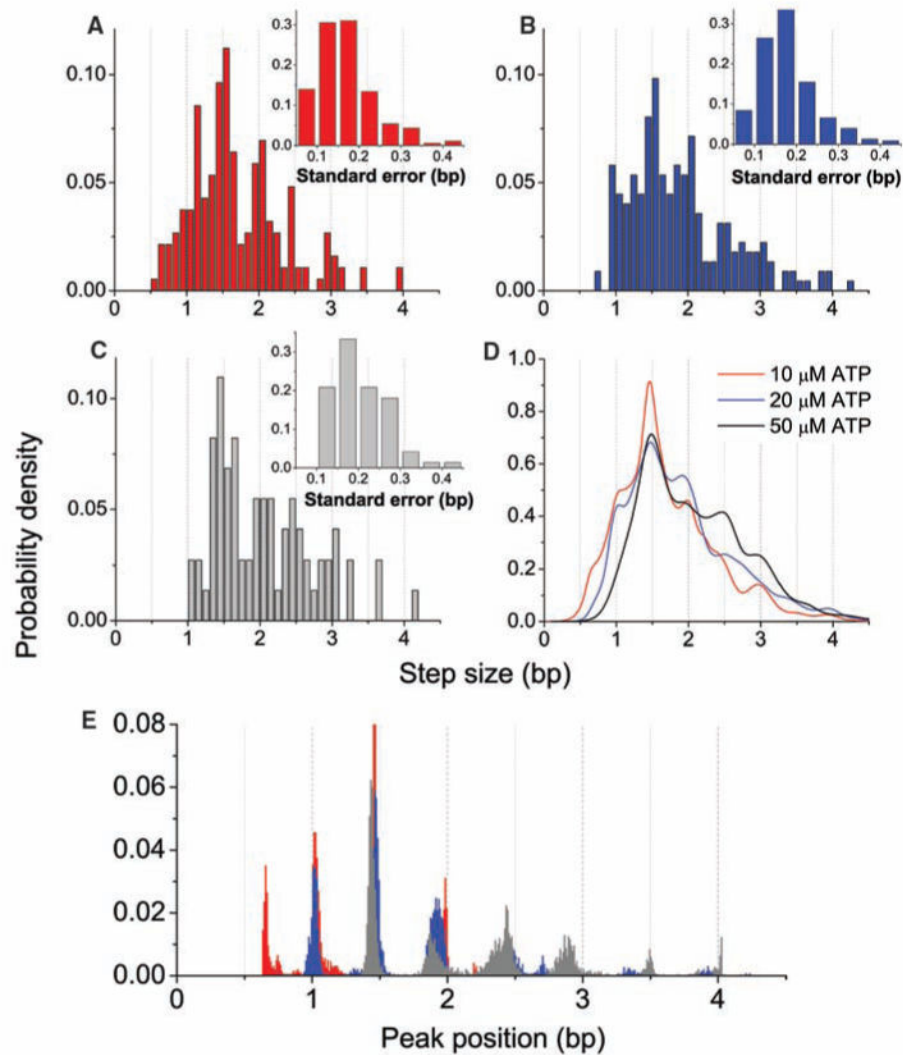 A
0.10
0.05
0.00
0 1 2 3 4
0.3
0.2
0.1
0.0
0.1 0.2 0.3 0.4
Standard error (bp)
B
0.10
0.05
0.00
0 1 2 3 4
0.3
0.2
0.1
0.0
0.1 0.2 0.3 0.4
Standard error (bp)
C
0.10
0.05
0.00
0 1 2 3 4
0.3
0.2
0.1
0.0
0.1 0.2 0.3 0.4
Standard error (bp)
D
1.0
0.8
0.6
0.4
0.2
0.0
0 1 2 3 4
10 μM ATP
20 μM ATP
50 μM ATP
Probability density
Step size (bp)
E
0.08
0.06
0.04
0.02
0.00
0 1 2 3 4
Peak position (bp)